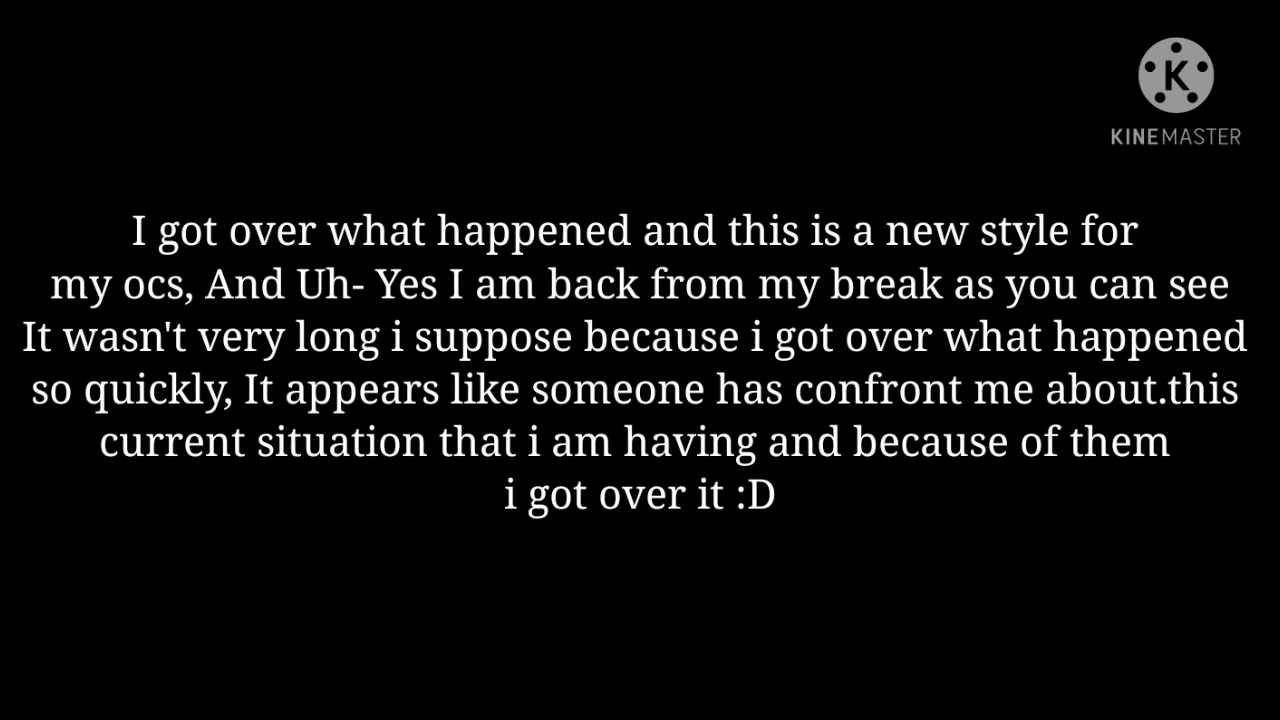 K
KINEMASTER
I got over what happened and this is a new style for
my ocs, And Uh- Yes I am back from my break as you can see
It wasn't very long i suppose because i got over what happened
so quickly, It appears like someone has confront me about.this
current situation that i am having and because of them
i got over it :D